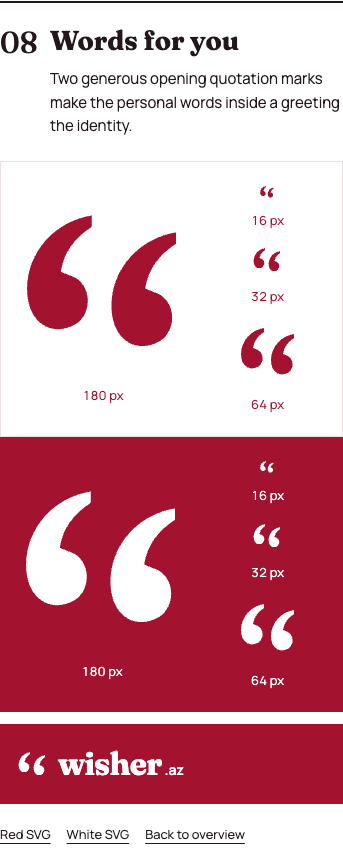 08 Words for you
Two generous opening quotation marks
make the personal words inside a greeting
the identity.
16 px
32 px
180 px
64 px
16 px
32 px
180 px
64 px
“ wisher.az
Red SVG White SVG Back to overview